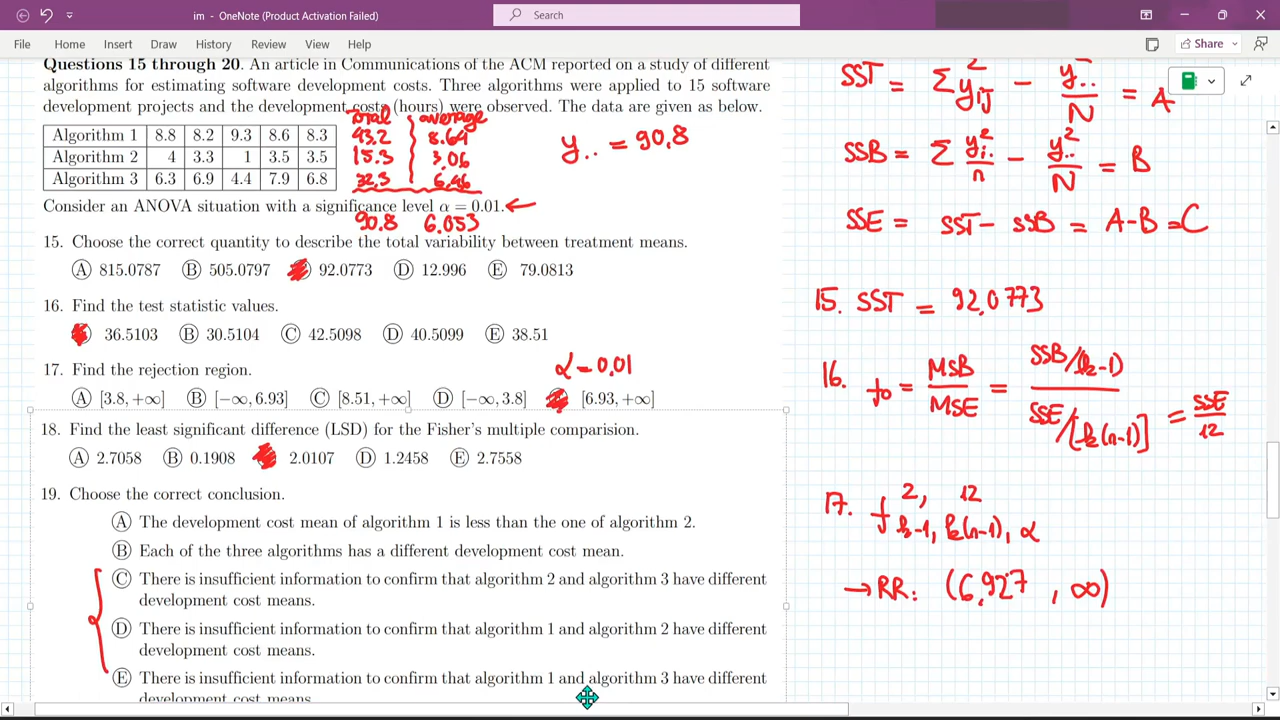 im - OneNote (Product Activation Failed)
Search
File Home Insert Draw History Review View Help
Share
Questions 15 through 20. An article in Communications of the ACM reported on a study of different
algorithms for estimating software development costs. Three algorithms were applied to 15 software
development projects and the development costs (hours) were observed. The data are given as below.
total average
Algorithm 1 8.8 8.2 9.3 8.6 8.3 43.2 8.64
Algorithm 2 4 3.3 1 3.5 3.5 15.3 3.06
Algorithm 3 6.3 6.9 4.4 7.9 6.8 32.3 6.46
y.. = 90,8
Consider an ANOVA situation with a significance level α = 0.01.
90.8 6.053
15. Choose the correct quantity to describe the total variability between treatment means.
A 815.0787 B 505.0797 92.0773 D 12.996 E 79.0813
16. Find the test statistic values.
36.5103 B 30.5104 C 42.5098 D 40.5099 E 38.51
α = 0.01
17. Find the rejection region.
A [3.8, +∞] B [−∞, 6.93] C [8.51, +∞] D [−∞, 3.8] [6.93, +∞]
18. Find the least significant difference (LSD) for the Fisher's multiple comparision.
A 2.7058 B 0.1908 2.0107 D 1.2458 E 2.7558
19. Choose the correct conclusion.
A The development cost mean of algorithm 1 is less than the one of algorithm 2.
B Each of the three algorithms has a different development cost mean.
C There is insufficient information to confirm that algorithm 2 and algorithm 3 have different
development cost means.
D There is insufficient information to confirm that algorithm 1 and algorithm 2 have different
development cost means.
E There is insufficient information to confirm that algorithm 1 and algorithm 3 have different
development cost means.
SST = Σ y²ij − y..²/N = A
SSB = Σ yi.²/n − y..²/N = B
SSE = SST − SSB = A−B = C
15. SST = 92,0773
16. f0 = MSB/MSE = SSB/(k−1) / SSE/[k(n−1)] = SSE/12
17. f 2, 12
k−1, k(n−1), α
→ RR: (6,927 , ∞)